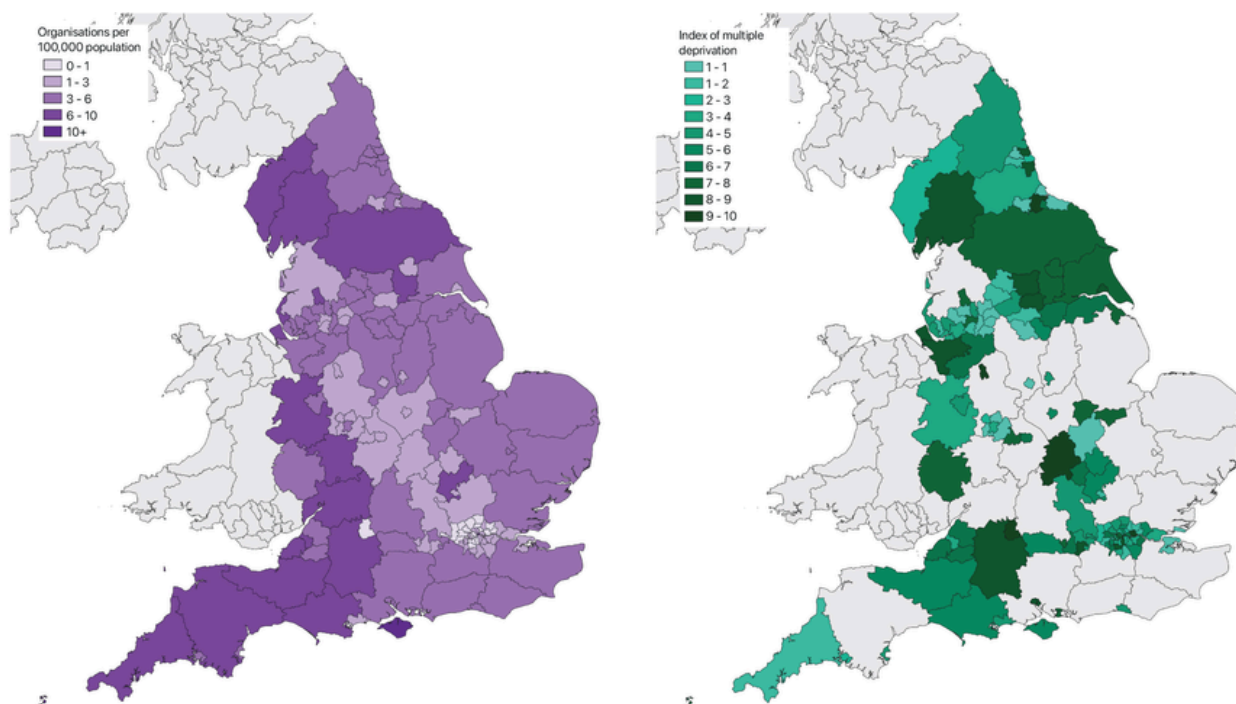 Organisations per
100,000 population
0 - 1
1 - 3
3 - 6
6 - 10
10+
Index of multiple
deprivation
1 - 1
1 - 2
2 - 3
3 - 4
4 - 5
5 - 6
6 - 7
7 - 8
8 - 9
9 - 10